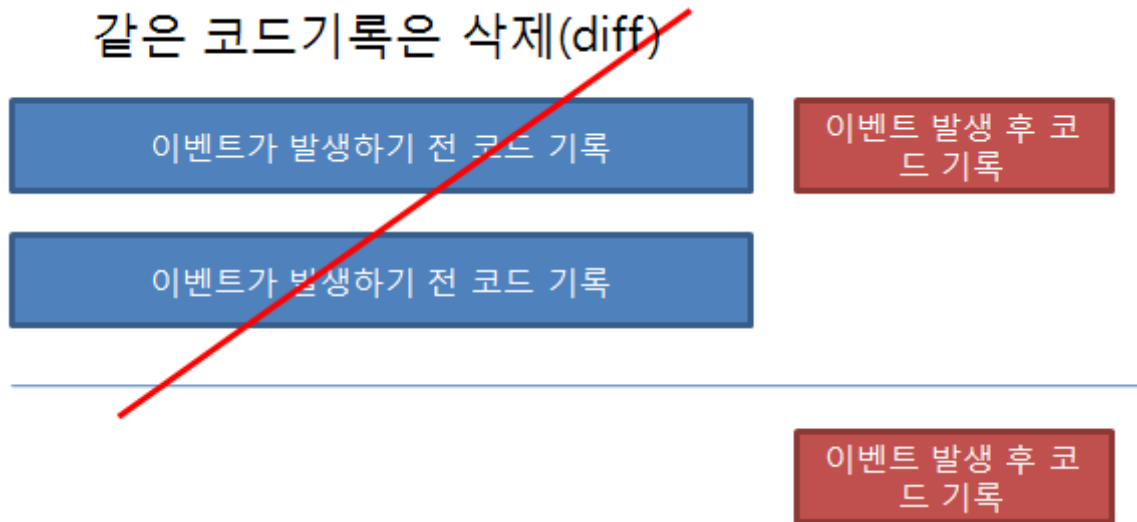 같은 코드기록은 삭제(diff)
이벤트가 발생하기 전 코드 기록
이벤트 발생 후 코
드 기록
이벤트가 발생하기 전 코드 기록
이벤트 발생 후 코
드 기록